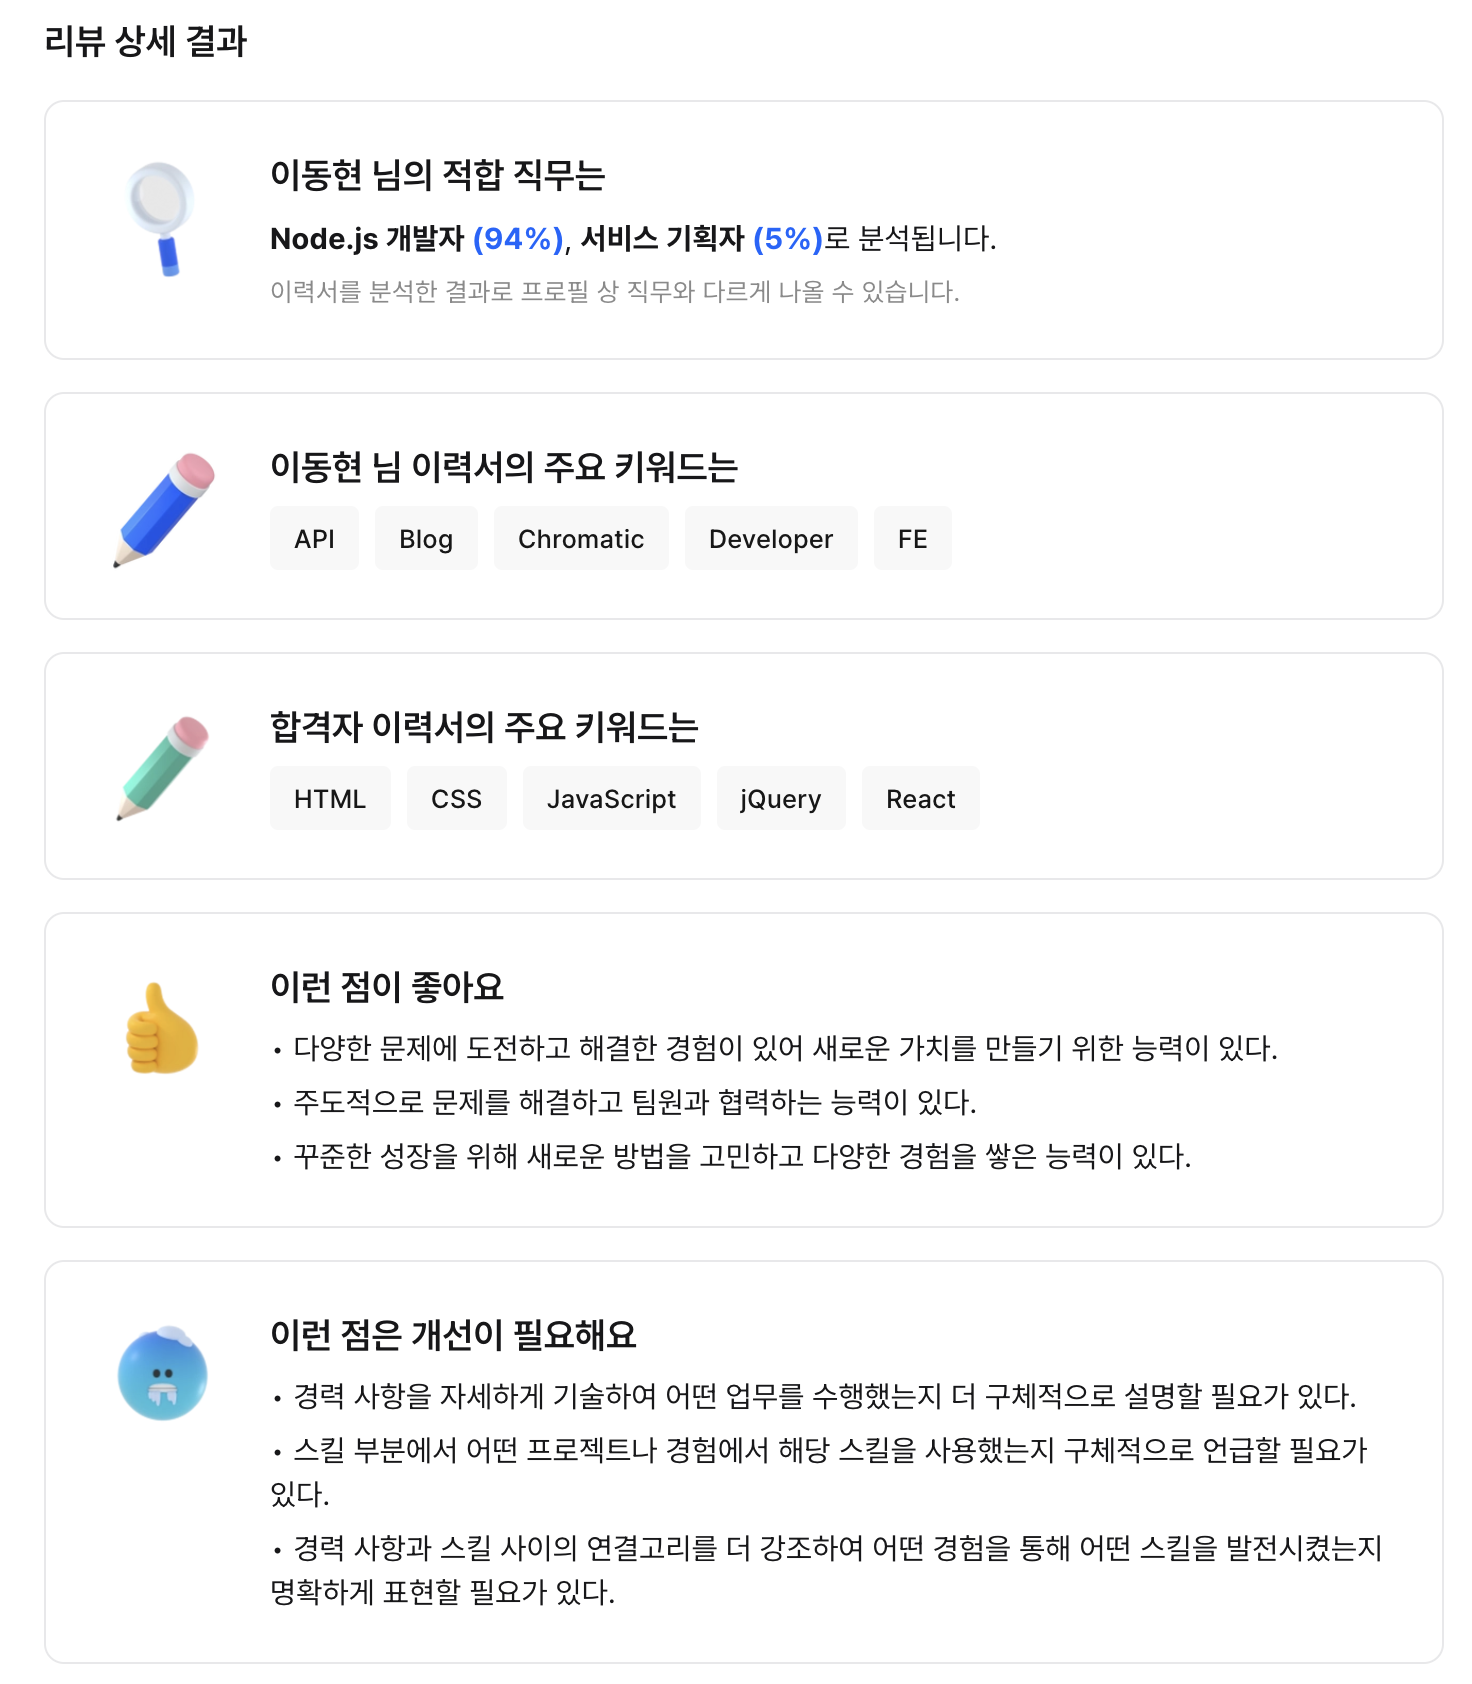 리뷰 상세 결과
이동현 님의 적합 직무는
Node.js 개발자 (94%), 서비스 기획자 (5%)로 분석됩니다.
이력서를 분석한 결과로 프로필 상 직무와 다르게 나올 수 있습니다.
이동현 님 이력서의 주요 키워드는
API Blog Chromatic Developer FE
합격자 이력서의 주요 키워드는
HTML CSS JavaScript jQuery React
이런 점이 좋아요
• 다양한 문제에 도전하고 해결한 경험이 있어 새로운 가치를 만들기 위한 능력이 있다.
• 주도적으로 문제를 해결하고 팀원과 협력하는 능력이 있다.
• 꾸준한 성장을 위해 새로운 방법을 고민하고 다양한 경험을 쌓은 능력이 있다.
이런 점은 개선이 필요해요
• 경력 사항을 자세하게 기술하여 어떤 업무를 수행했는지 더 구체적으로 설명할 필요가 있다.
• 스킬 부분에서 어떤 프로젝트나 경험에서 해당 스킬을 사용했는지 구체적으로 언급할 필요가
있다.
• 경력 사항과 스킬 사이의 연결고리를 더 강조하여 어떤 경험을 통해 어떤 스킬을 발전시켰는지
명확하게 표현할 필요가 있다.